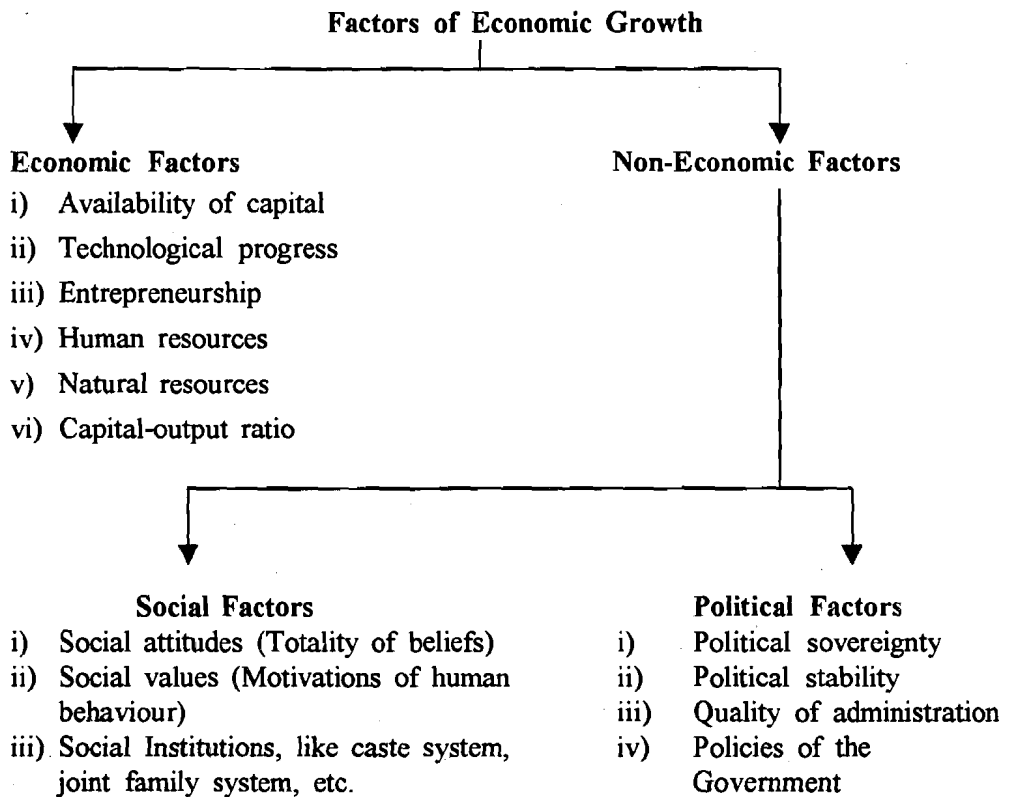 Factors of Economic Growth
Economic Factors
i) Availability of capital
ii) Technological progress
iii) Entrepreneurship
iv) Human resources
v) Natural resources
vi) Capital-output ratio
Non-Economic Factors
Social Factors
i) Social attitudes (Totality of beliefs)
ii) Social values (Motivations of human
behaviour)
iii) Social Institutions, like caste system,
joint family system, etc.
Political Factors
i) Political sovereignty
ii) Political stability
iii) Quality of administration
iv) Policies of the
Government